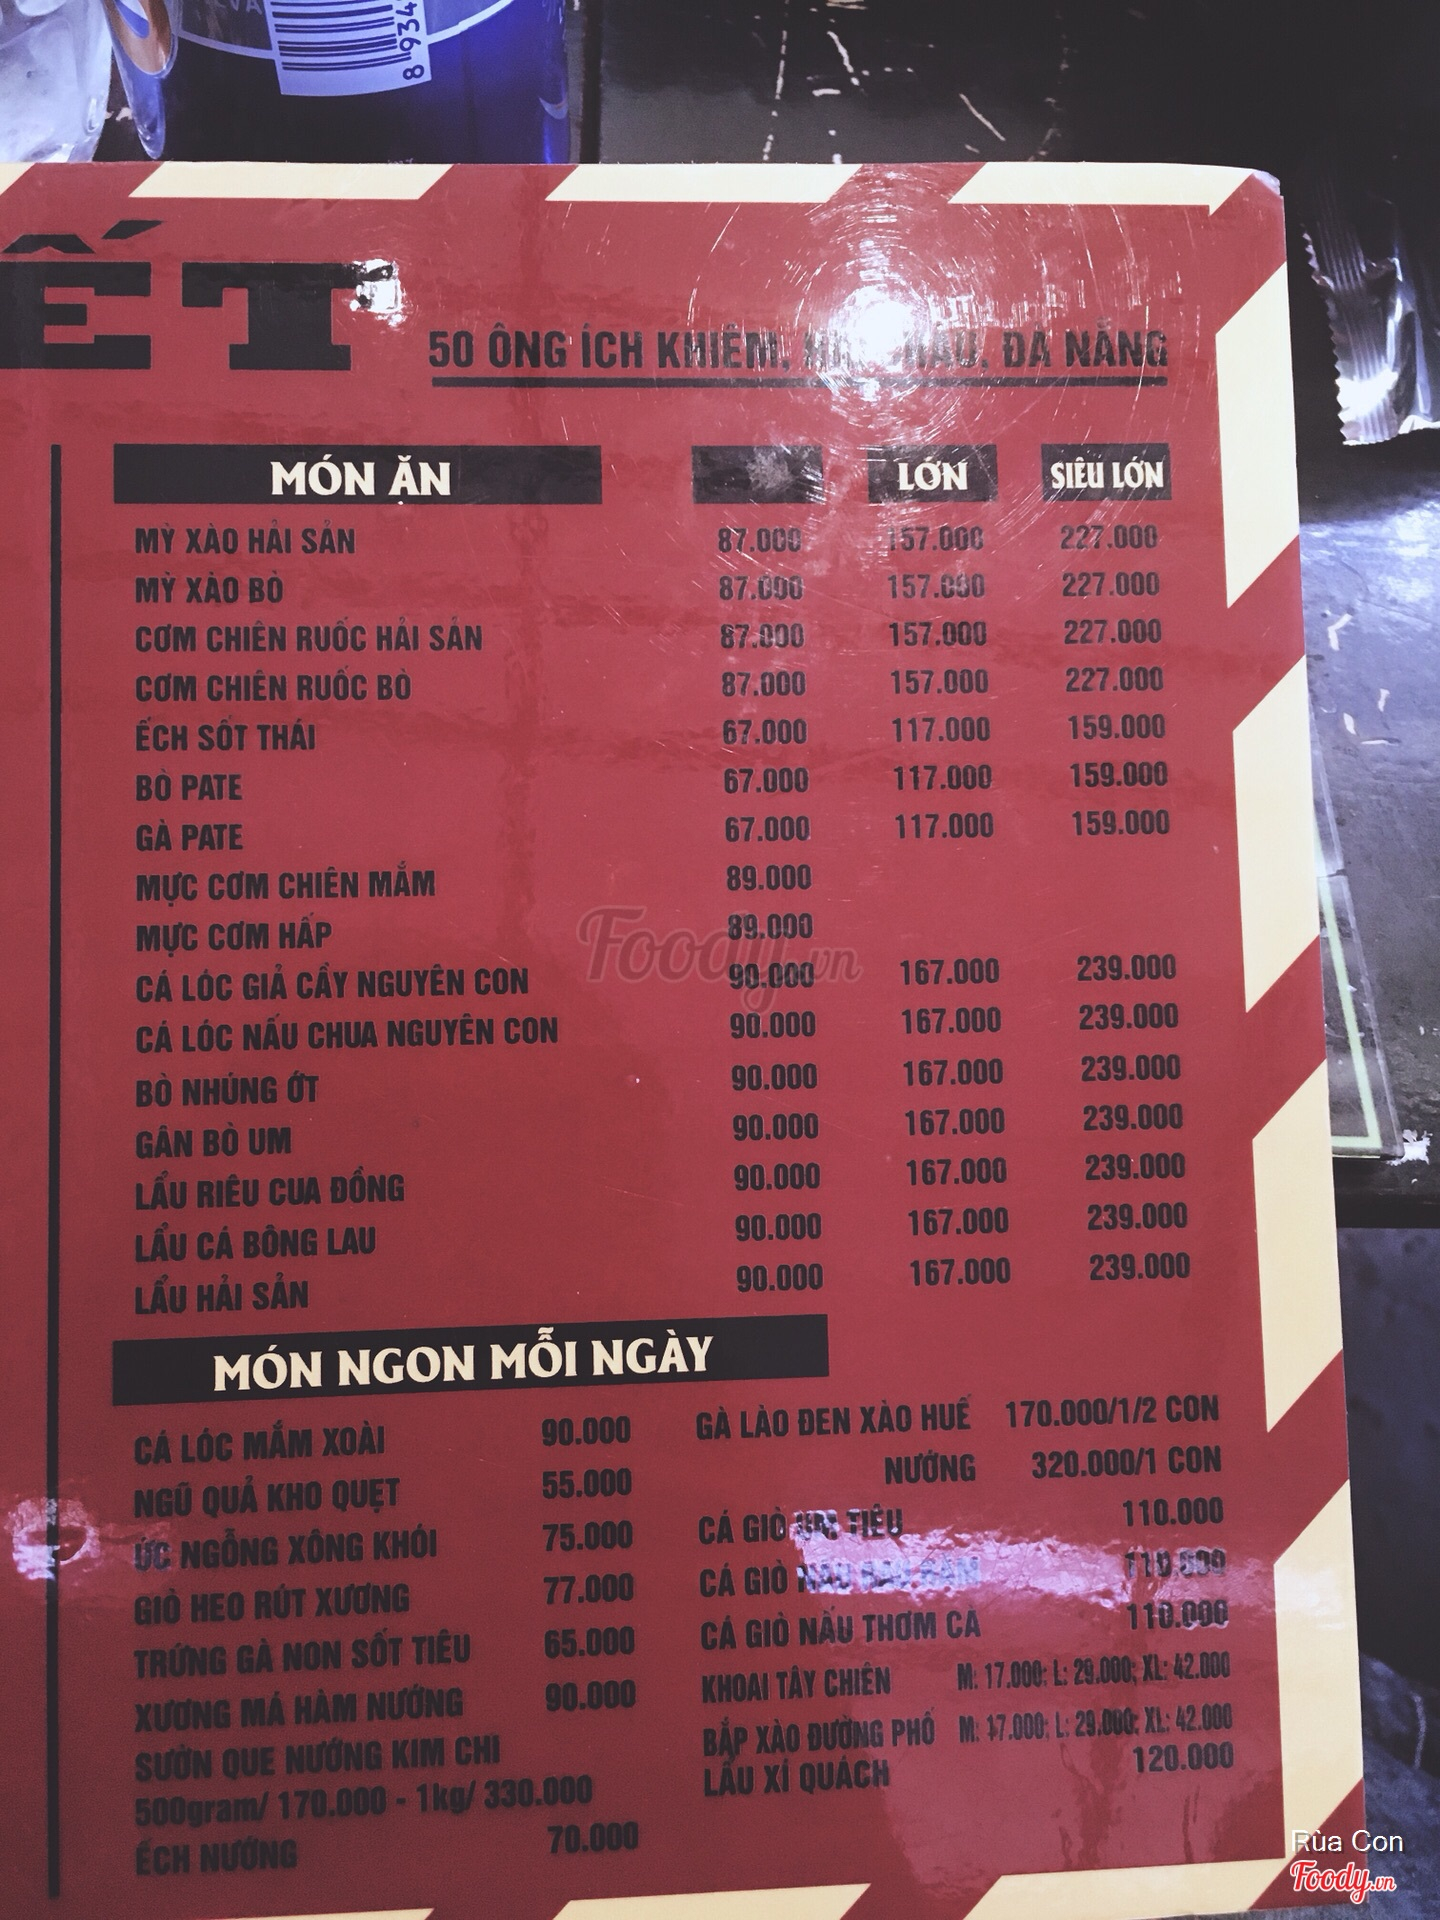 8 934
ẾT
50 ÔNG ÍCH KHIÊM, HẢI CHÂU, ĐÀ NẴNG
MÓN ĂN LỚN SIÊU LỚN
MỲ XÀO HẢI SẢN 87.000 157.000 227.000
MỲ XÀO BÒ 87.000 157.000 227.000
CƠM CHIÊN RUỐC HẢI SẢN 87.000 157.000 227.000
CƠM CHIÊN RUỐC BÒ 87.000 157.000 227.000
ẾCH SỐT THÁI 67.000 117.000 159.000
BÒ PATE 67.000 117.000 159.000
GÀ PATE 67.000 117.000 159.000
MỰC CƠM CHIÊN MẮM 89.000
MỰC CƠM HẤP 89.000
CÁ LÓC GIẢ CẦY NGUYÊN CON 90.000 167.000 239.000
CÁ LÓC NẤU CHUA NGUYÊN CON 90.000 167.000 239.000
BÒ NHÚNG ỚT 90.000 167.000 239.000
GÂN BÒ UM 90.000 167.000 239.000
LẨU RIÊU CUA ĐỒNG 90.000 167.000 239.000
LẨU CÁ BÔNG LAU 90.000 167.000 239.000
LẨU HẢI SẢN 90.000 167.000 239.000
Foody.vn
MÓN NGON MỖI NGÀY
CÁ LÓC MẮM XOÀI 90.000
NGŨ QUẢ KHO QUẸT 55.000
ỨC NGỖNG XÔNG KHÓI 75.000
GIÒ HEO RÚT XƯƠNG 77.000
TRỨNG GÀ NON SỐT TIÊU 65.000
XƯƠNG MÁ HÀM NƯỚNG 90.000
SƯỜN QUE NƯỚNG KIM CHI
500gram/ 170.000 - 1kg/ 330.000
ẾCH NƯỚNG 70.000
GÀ LÀO ĐEN XÀO HUẾ 170.000/1/2 CON
NƯỚNG 320.000/1 CON
CÁ GIÒ UM TIÊU 110.000
CÁ GIÒ 110.000
CÁ GIÒ NẤU THƠM CÀ 110.000
KHOAI TÂY CHIÊN M: 17.000; L: 29.000; XL: 42.000
BẮP XÀO ĐƯỜNG PHỐ M: 17.000; L: 29.000; XL: 42.000
LẨU XÍ QUÁCH 120.000
Rùa Con
Foody.vn